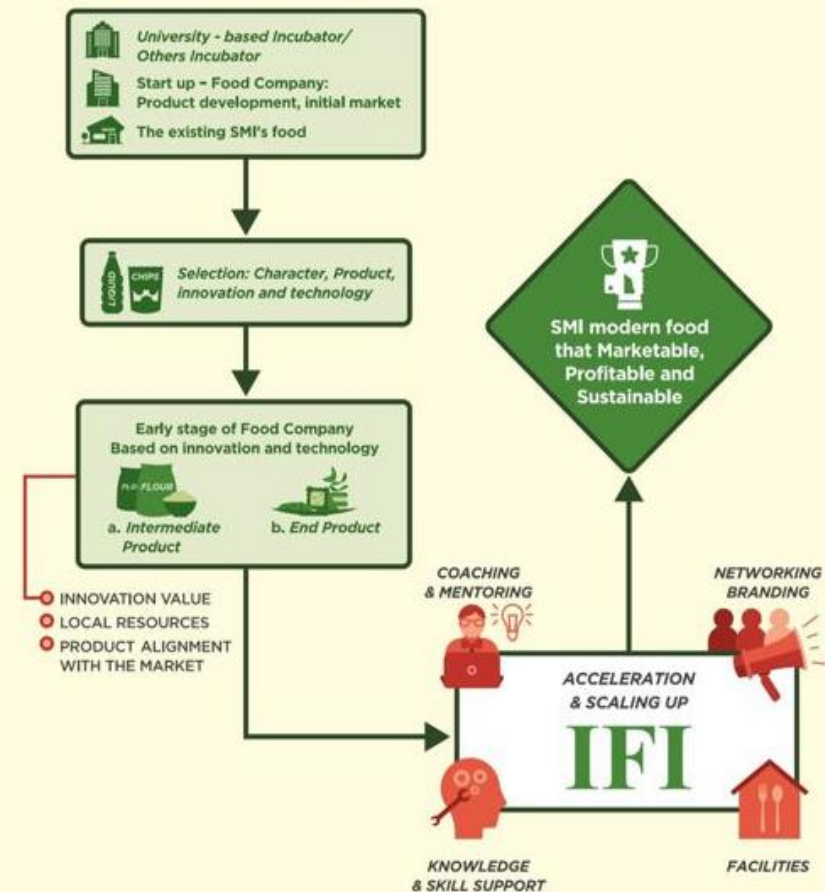 University - based Incubator/
Others Incubator
Start up – Food Company:
Product development, initial market
The existing SMI's food
LIQUID
CHIPS
Selection: Character, Product,
innovation and technology
Early stage of Food Company
Based on innovation and technology
FLOUR
a. Intermediate
Product
b. End Product
INNOVATION VALUE
LOCAL RESOURCES
PRODUCT ALIGNMENT
WITH THE MARKET
SMI modern food
that Marketable,
Profitable and
Sustainable
COACHING
& MENTORING
NETWORKING
BRANDING
ACCELERATION
& SCALING UP
IFI
KNOWLEDGE
& SKILL SUPPORT
FACILITIES